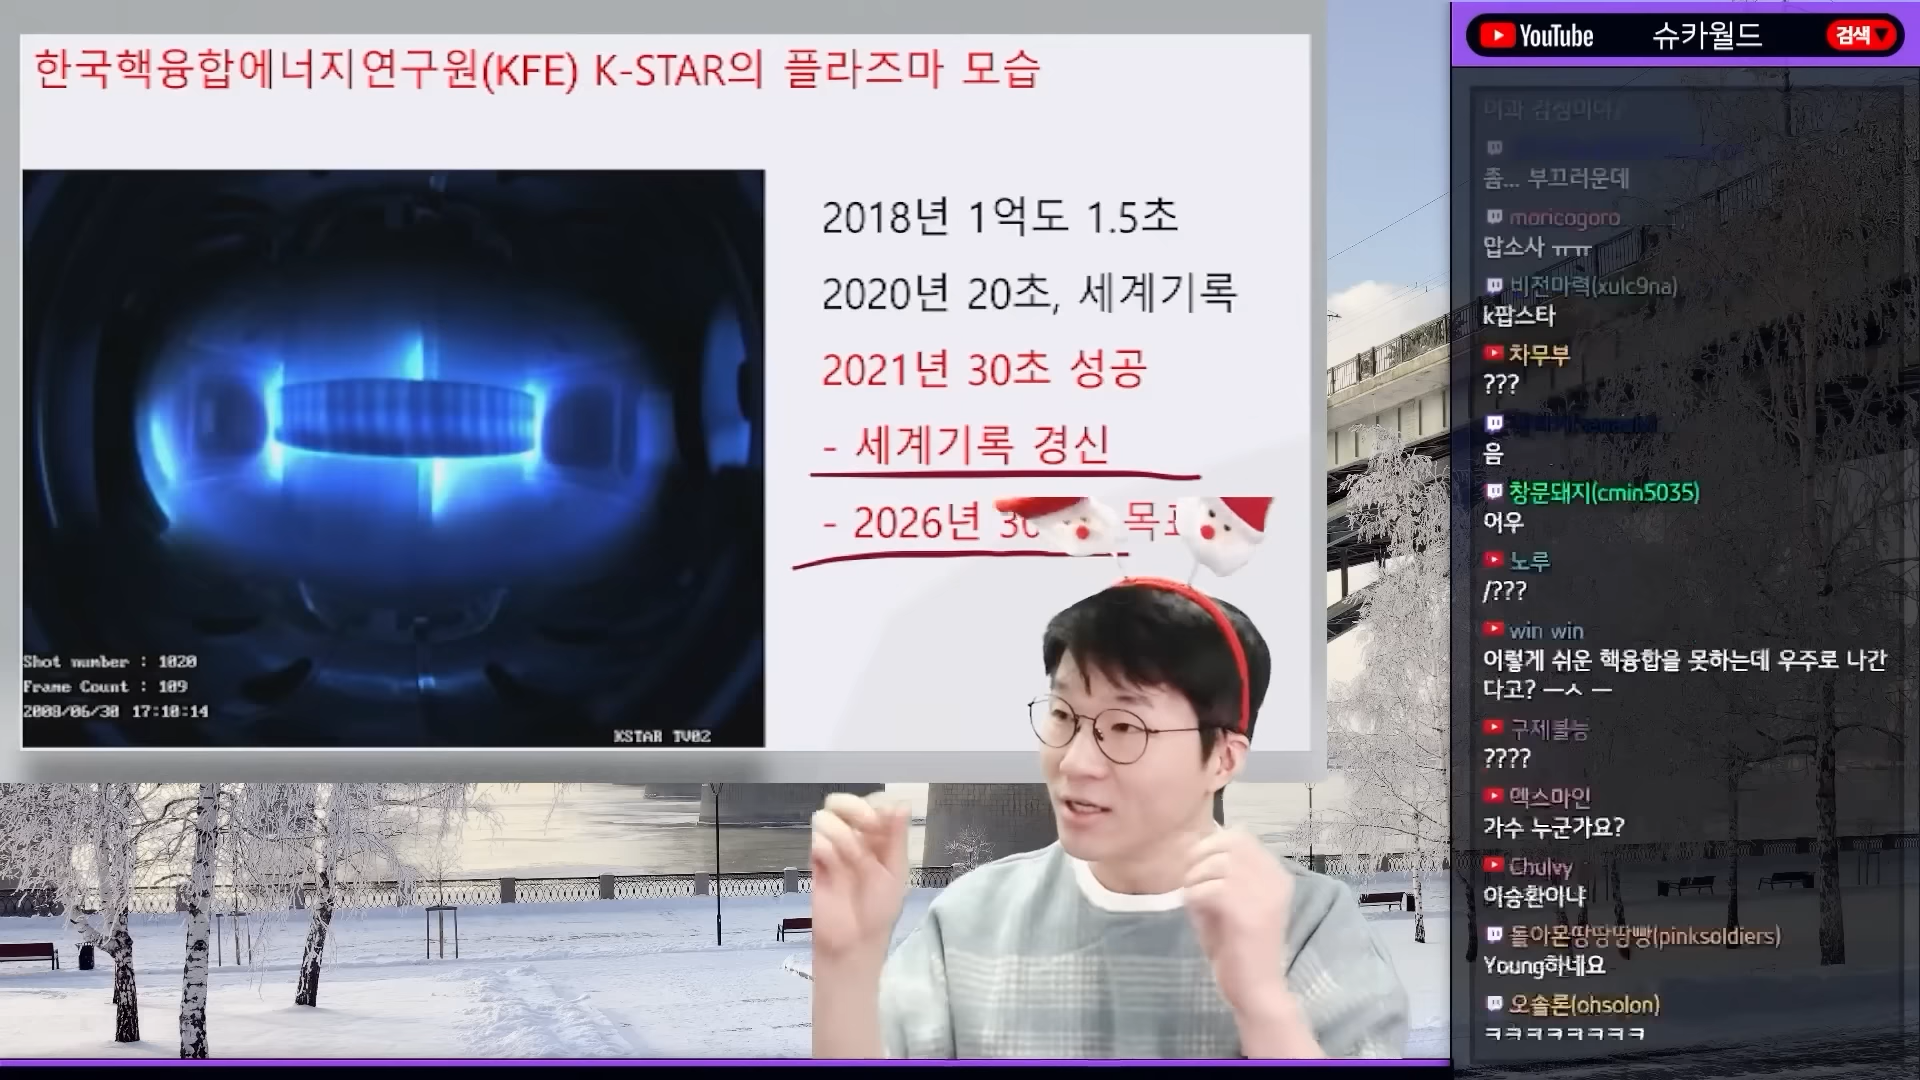 한국핵융합에너지연구원(KFE) K-STAR의 플라즈마 모습
2018년 1억도 1.5초
2020년 20초, 세계기록
2021년 30초 성공
- 세계기록 경신
- 2026년 30
Shot number : 1020
Frame Count : 109
2008/06/30 17:10:14
KSTAR TV02
YouTube 슈카월드 검색
좀... 부끄러운데
moricogoro
맙소사 ㅠㅠ
비전마력(xulc9na)
k팝스타
차무부
???
음
창문돼지(cmin5035)
어우
노루
/???
win win
이렇게 쉬운 핵융합을 못하는데 우주로 나간
다고? ㅡㅅ ㅡ
구제불능
????
멕스마인
가수 누군가요?
Chulvy
이승환이냐
돌아몬땅땅땅빵(pinksoldiers)
Young하네요
오솔론(ohsolon)
ㅋㅋㅋㅋㅋㅋㅋㅋ